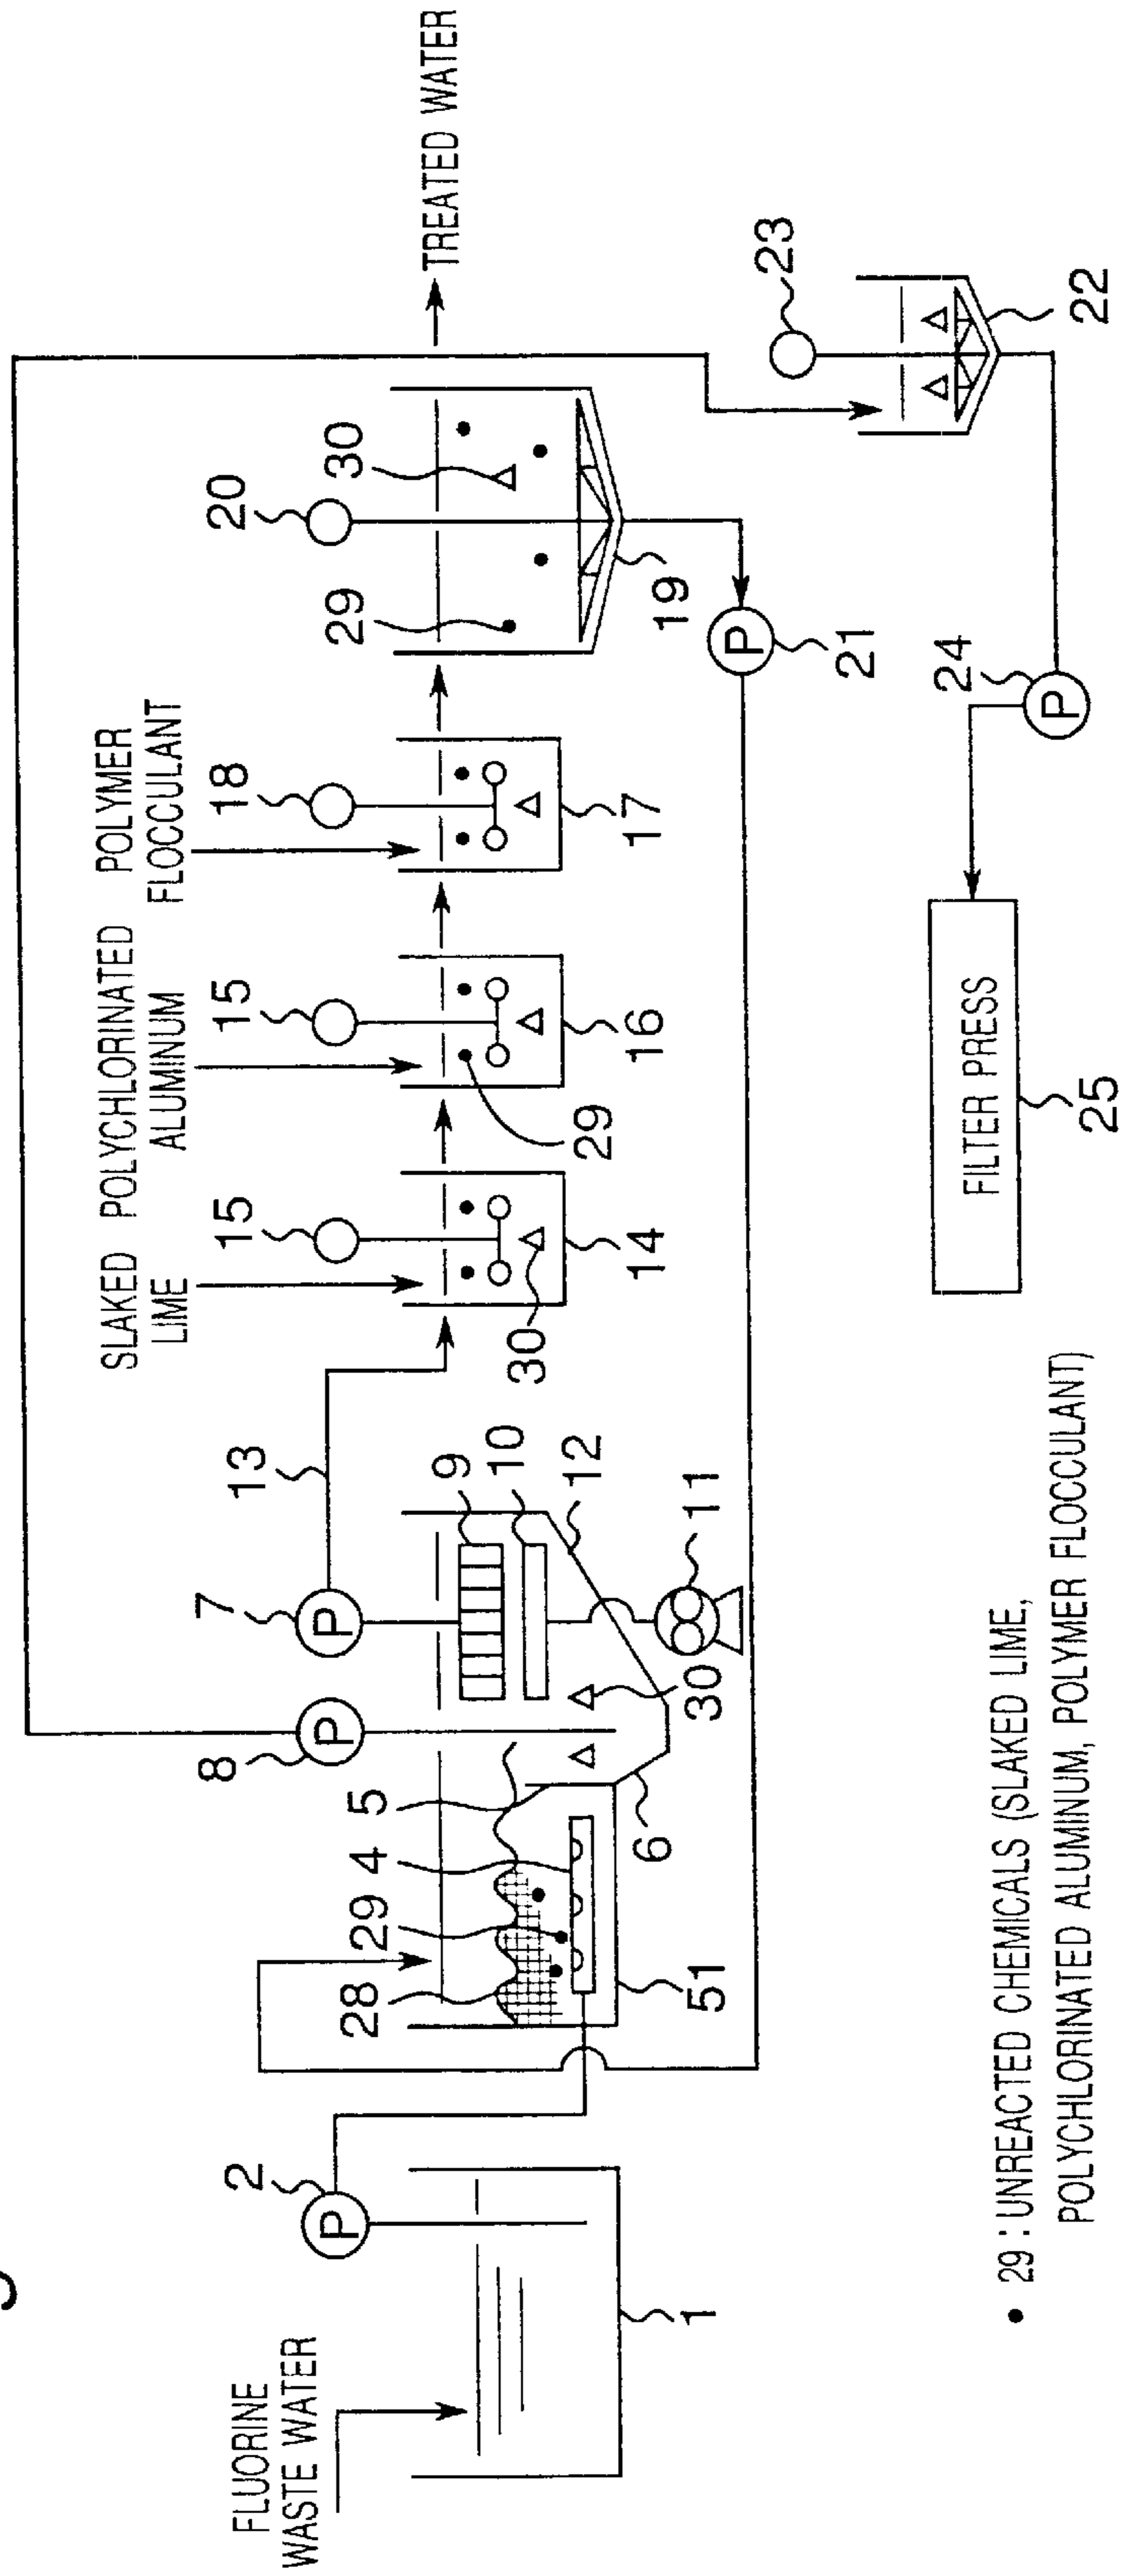 FLUORINE
WASTE WATER
1
2
P
28
29
4
5
51
6
8
P
7
P
13
9
10
12
11
30
SLAKED
LIME
15
30
14
POLYCHLORINATED
ALUMINUM
15
29
16
POLYMER
FLOCCULANT
18
17
20
29
30
19
P
21
TREATED WATER
23
22
24
P
FILTER PRESS
25
• 29 : UNREACTED CHEMICALS (SLAKED LIME,
POLYCHLORINATED ALUMINUM, POLYMER FLOCCULANT)